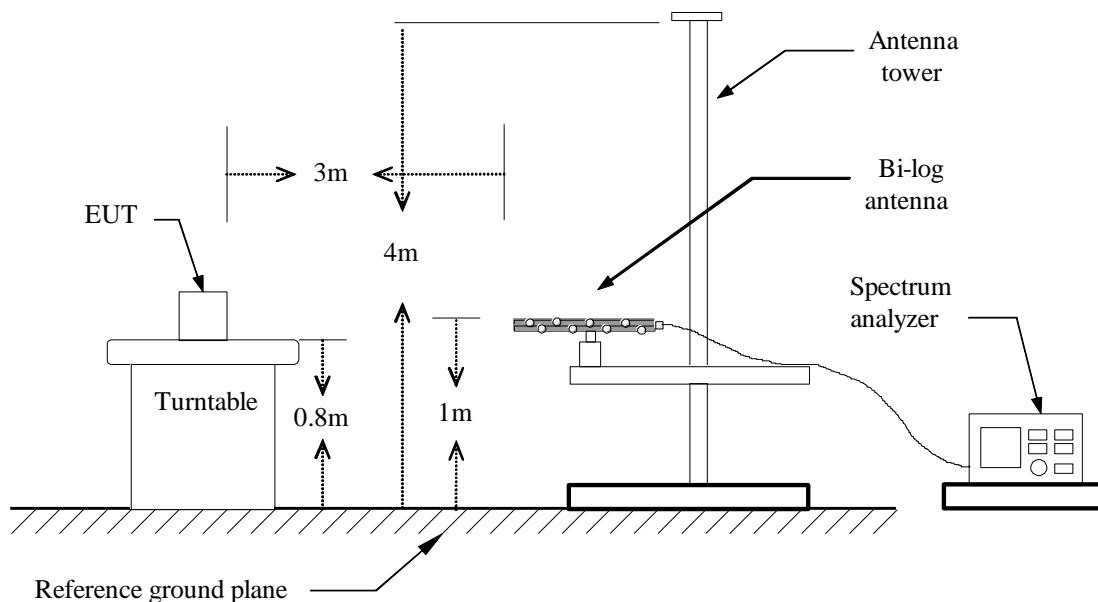 Antenna
tower
3m
Bi-log
antenna
EUT
4m
Spectrum
analyzer
Turntable
0.8m
1m
Reference ground plane